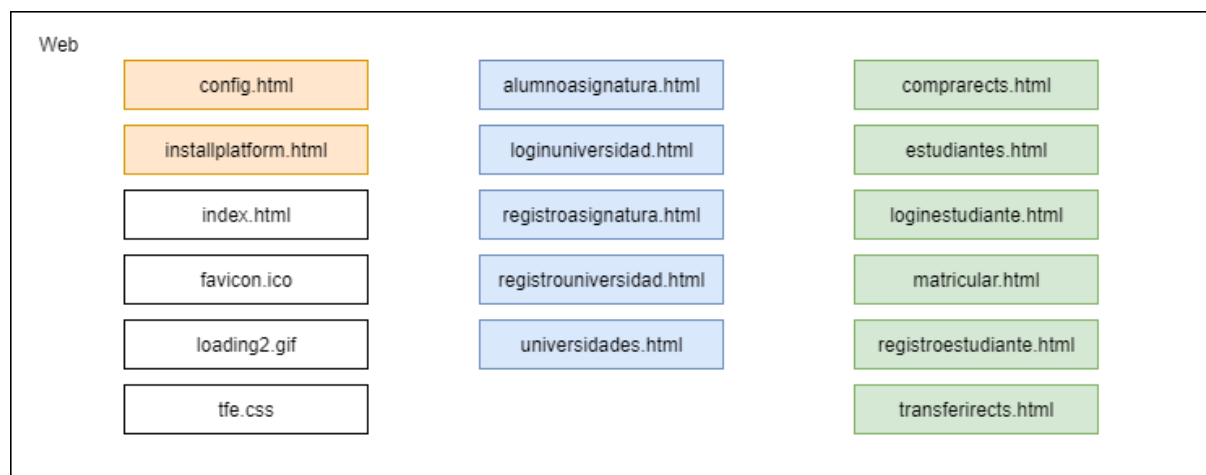 Web
config.html
installplatform.html
index.html
favicon.ico
loading2.gif
tfe.css
alumnoasignatura.html
loginuniversidad.html
registroasignatura.html
registrouniversidad.html
universidades.html
comprarects.html
estudiantes.html
loginestudiante.html
matricular.html
registroestudiante.html
transferirects.html